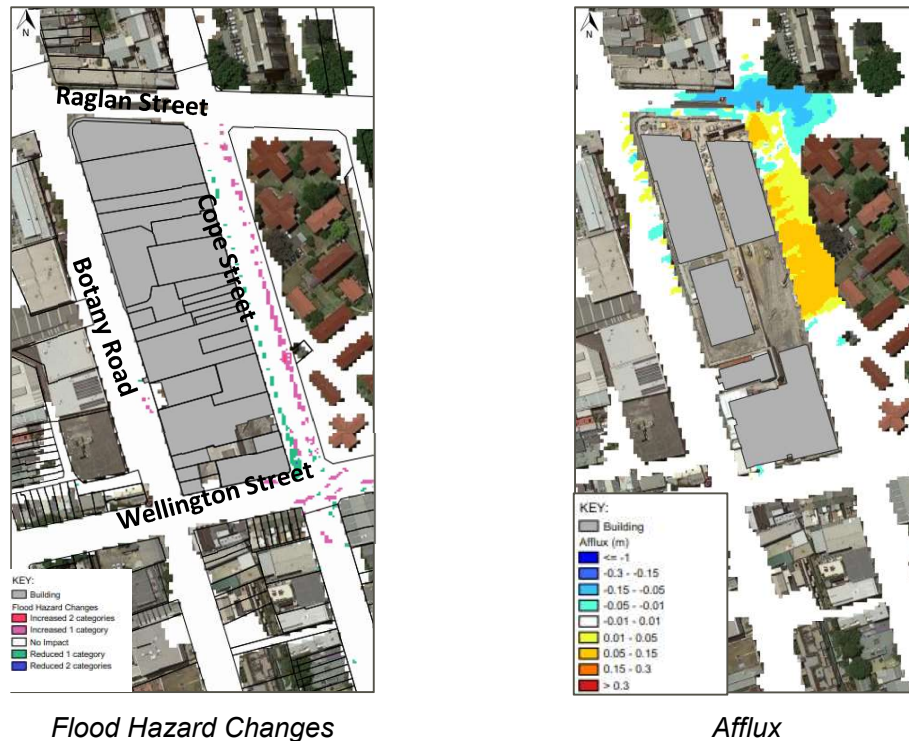 N
Raglan Street
Cope Street
Botany Road
Wellington Street
KEY:
Building
Flood Hazard Changes
Increased 2 categories
Increased 1 category
No Impact
Reduced 1 category
Reduced 2 categories
Flood Hazard Changes
N
KEY:
Building
Afflux (m)
<= -1
-0.3 - -0.15
-0.15 - -0.05
-0.05 - -0.01
-0.01 - 0.01
0.01 - 0.05
0.05 - 0.15
0.15 - 0.3
> 0.3
Afflux